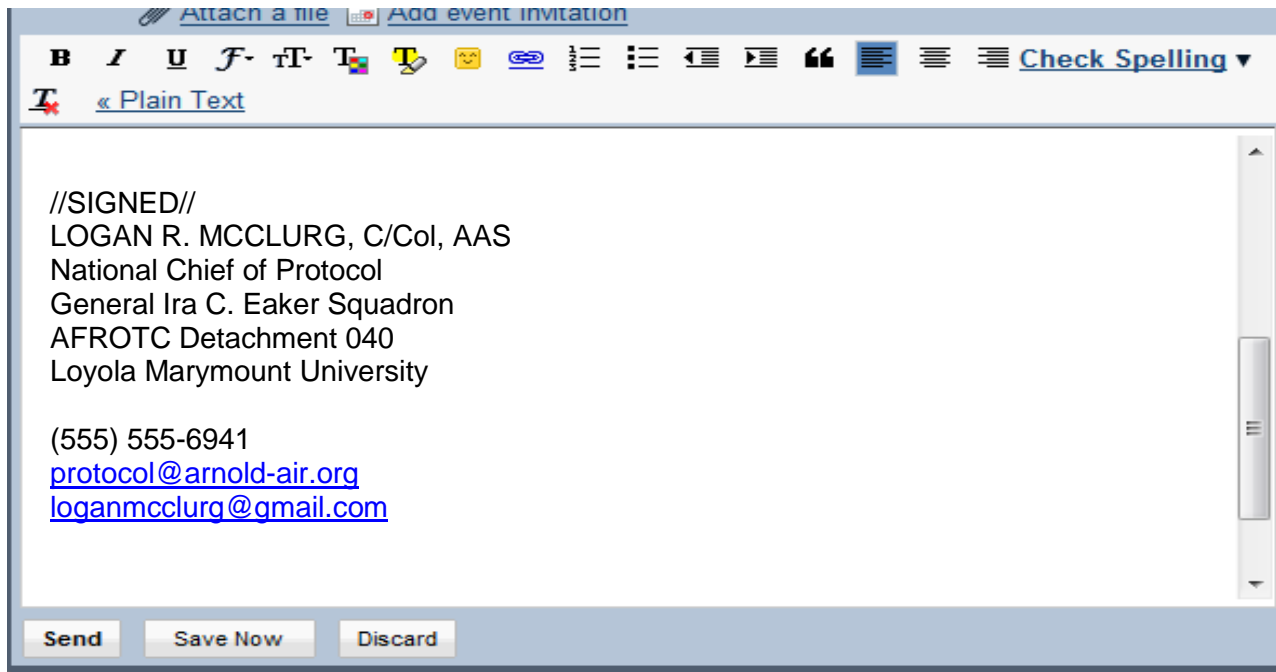 Attach a file Add event invitation
B I U F T T T Check Spelling
T « Plain Text
//SIGNED//
LOGAN R. MCCLURG, C/Col, AAS
National Chief of Protocol
General Ira C. Eaker Squadron
AFROTC Detachment 040
Loyola Marymount University
(555) 555-6941
protocol@arnold-air.org
loganmcclurg@gmail.com
Send Save Now Discard